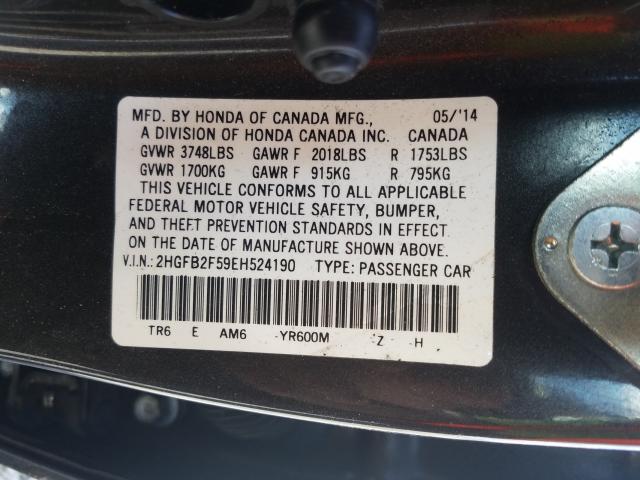 MFD. BY HONDA OF CANADA MFG., 05/'14
A DIVISION OF HONDA CANADA INC. CANADA
GVWR 3748LBS GAWR F 2018LBS R 1753LBS
GVWR 1700KG GAWR F 915KG R 795KG
THIS VEHICLE CONFORMS TO ALL APPLICABLE
FEDERAL MOTOR VEHICLE SAFETY, BUMPER,
AND THEFT PREVENTION STANDARDS IN EFFECT
ON THE DATE OF MANUFACTURE SHOWN ABOVE.
V.I.N.: 2HGFB2F59EH524190 TYPE: PASSENGER CAR
TR6 E AM6 -YR600M Z -H